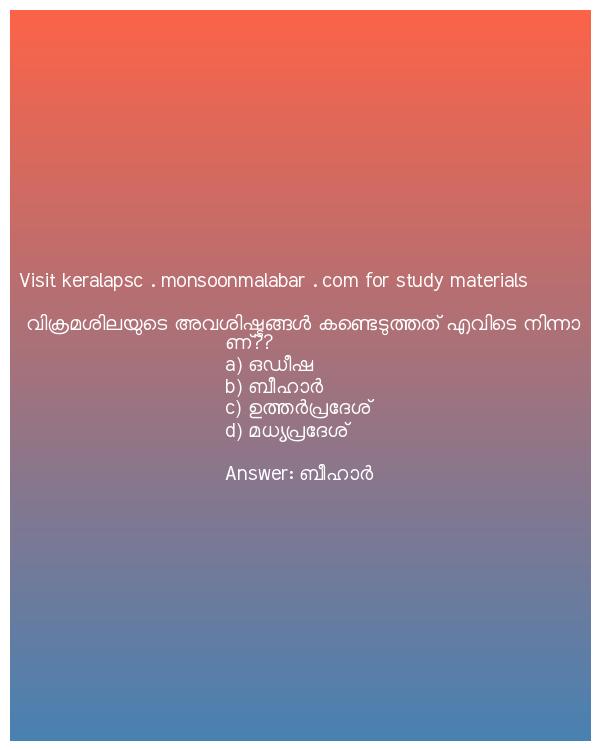 Visit keralapsc . monsoonmalabar . com for study materials
വിക്രമശിലയുടെ അവശിഷ്ടങ്ങൾ കണ്ടെടുത്തത് എവിടെ നിന്നാ
ണ്??
a) ഒഡീഷ
b) ബീഹാർ
c) ഉത്തർപ്രദേശ്
d) മധ്യപ്രദേശ്
Answer: ബീഹാർ